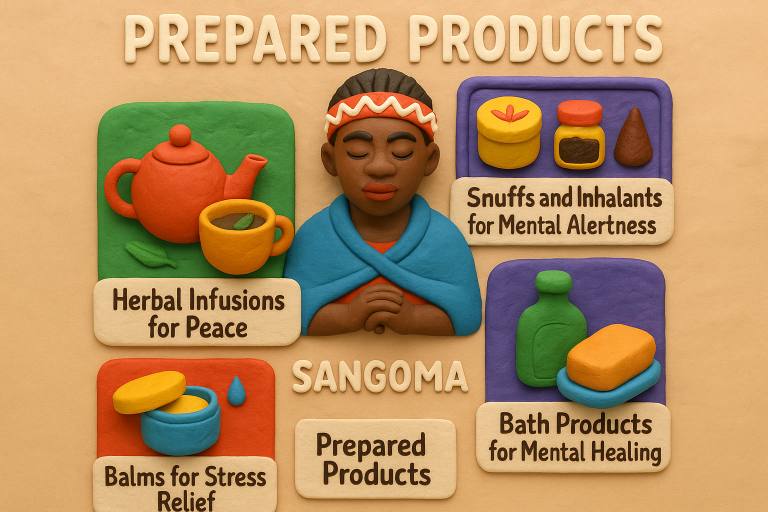 PREPARED PRODUCTS
Snuffs and Inhalants
for Mental Alertness
Herbal Infusions
for Peace
SANGOMA
Bath Products
for Mental Healing
Prepared
Products
Balms for Stress
Relief